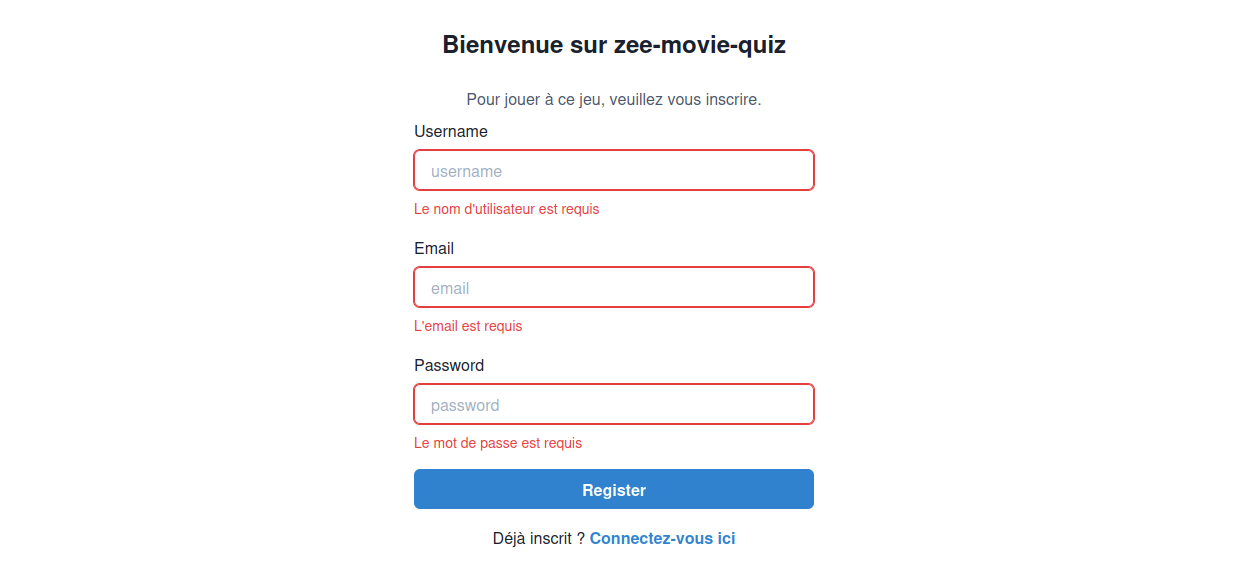 Bienvenue sur zee-movie-quiz
Pour jouer à ce jeu, veuillez vous inscrire.
Username
username
Le nom d'utilisateur est requis
Email
email
L'email est requis
Password
password
Le mot de passe est requis
Register
Déjà inscrit ? Connectez-vous ici